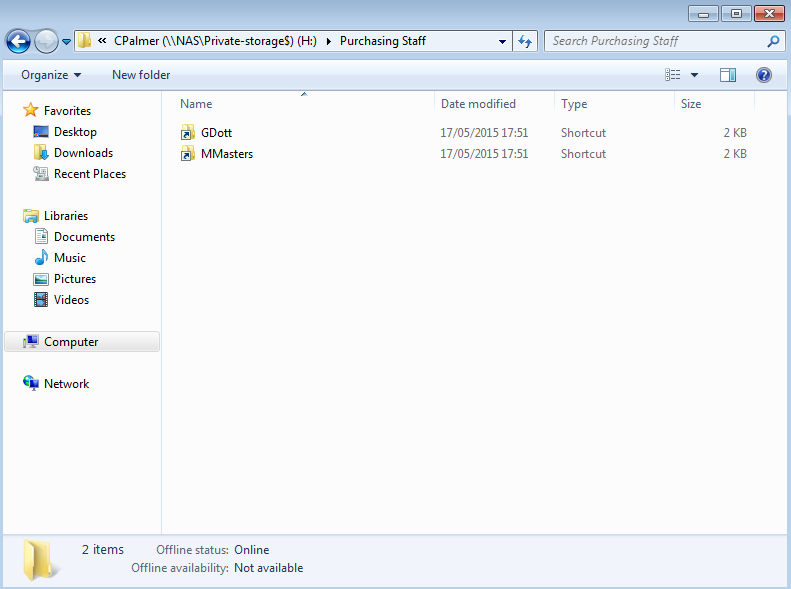 « CPalmer (\\NAS\Private-storage$) (H:) Purchasing Staff Search Purchasing Staff
Organize New folder
Name Date modified Type Size
GDott 17/05/2015 17:51 Shortcut 2 KB
MMasters 17/05/2015 17:51 Shortcut 2 KB
Favorites
Desktop
Downloads
Recent Places
Libraries
Documents
Music
Pictures
Videos
Computer
Network
2 items Offline status: Online
Offline availability: Not available